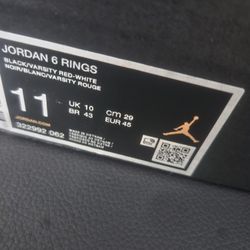 JORDAN 6 RINGS
BLACK/VARSITY RED-WHITE
NOIR/BLANC/VARSITY ROUGE
11
UK 10
CM 29
BR 43
EUR 45
322992 062
JORDAN.COM